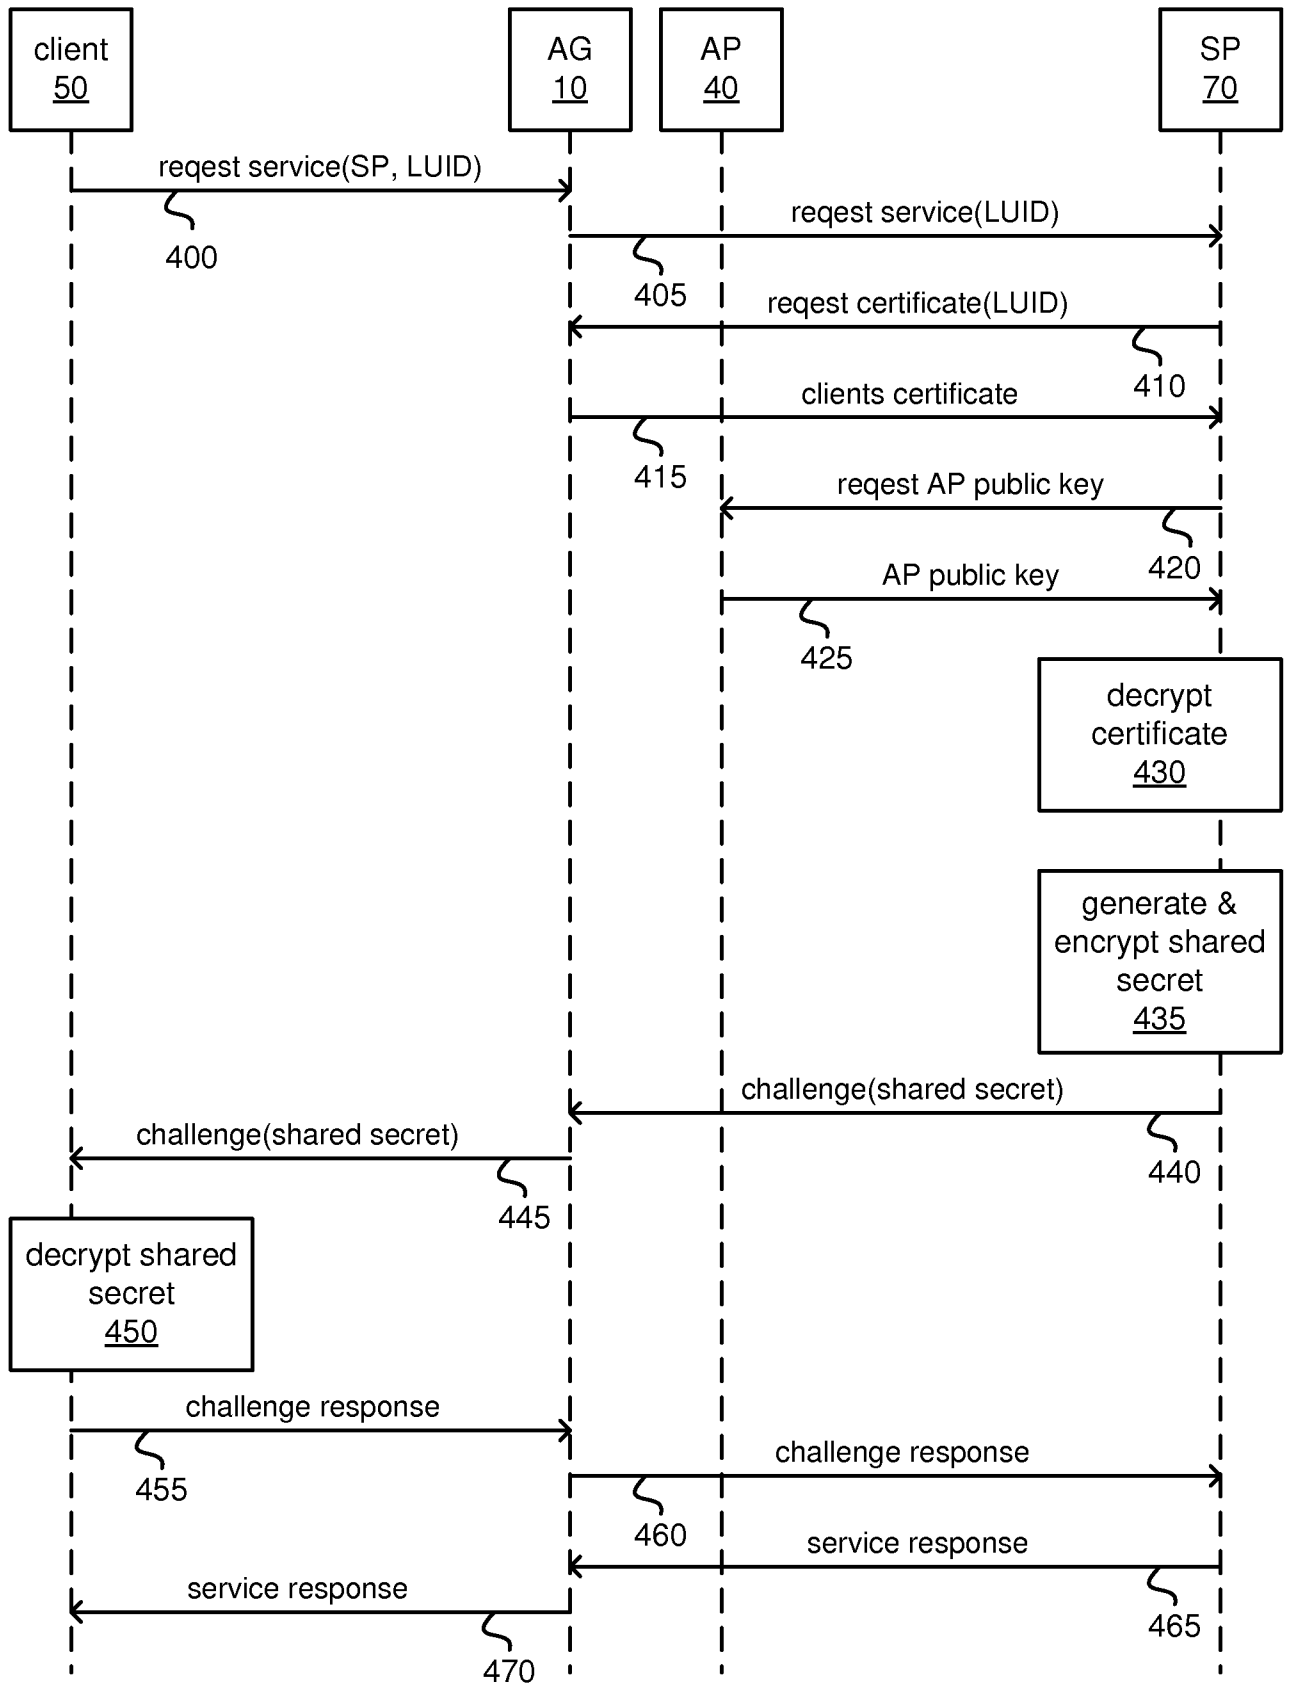 client
50
AG
10
AP
40
SP
70
reqest service(SP, LUID)
400
reqest service(LUID)
405
reqest certificate(LUID)
410
clients certificate
415
reqest AP public key
420
AP public key
425
decrypt
certificate
430
generate &
encrypt shared
secret
435
challenge(shared secret)
440
challenge(shared secret)
445
decrypt shared
secret
450
challenge response
455
challenge response
460
service response
465
service response
470